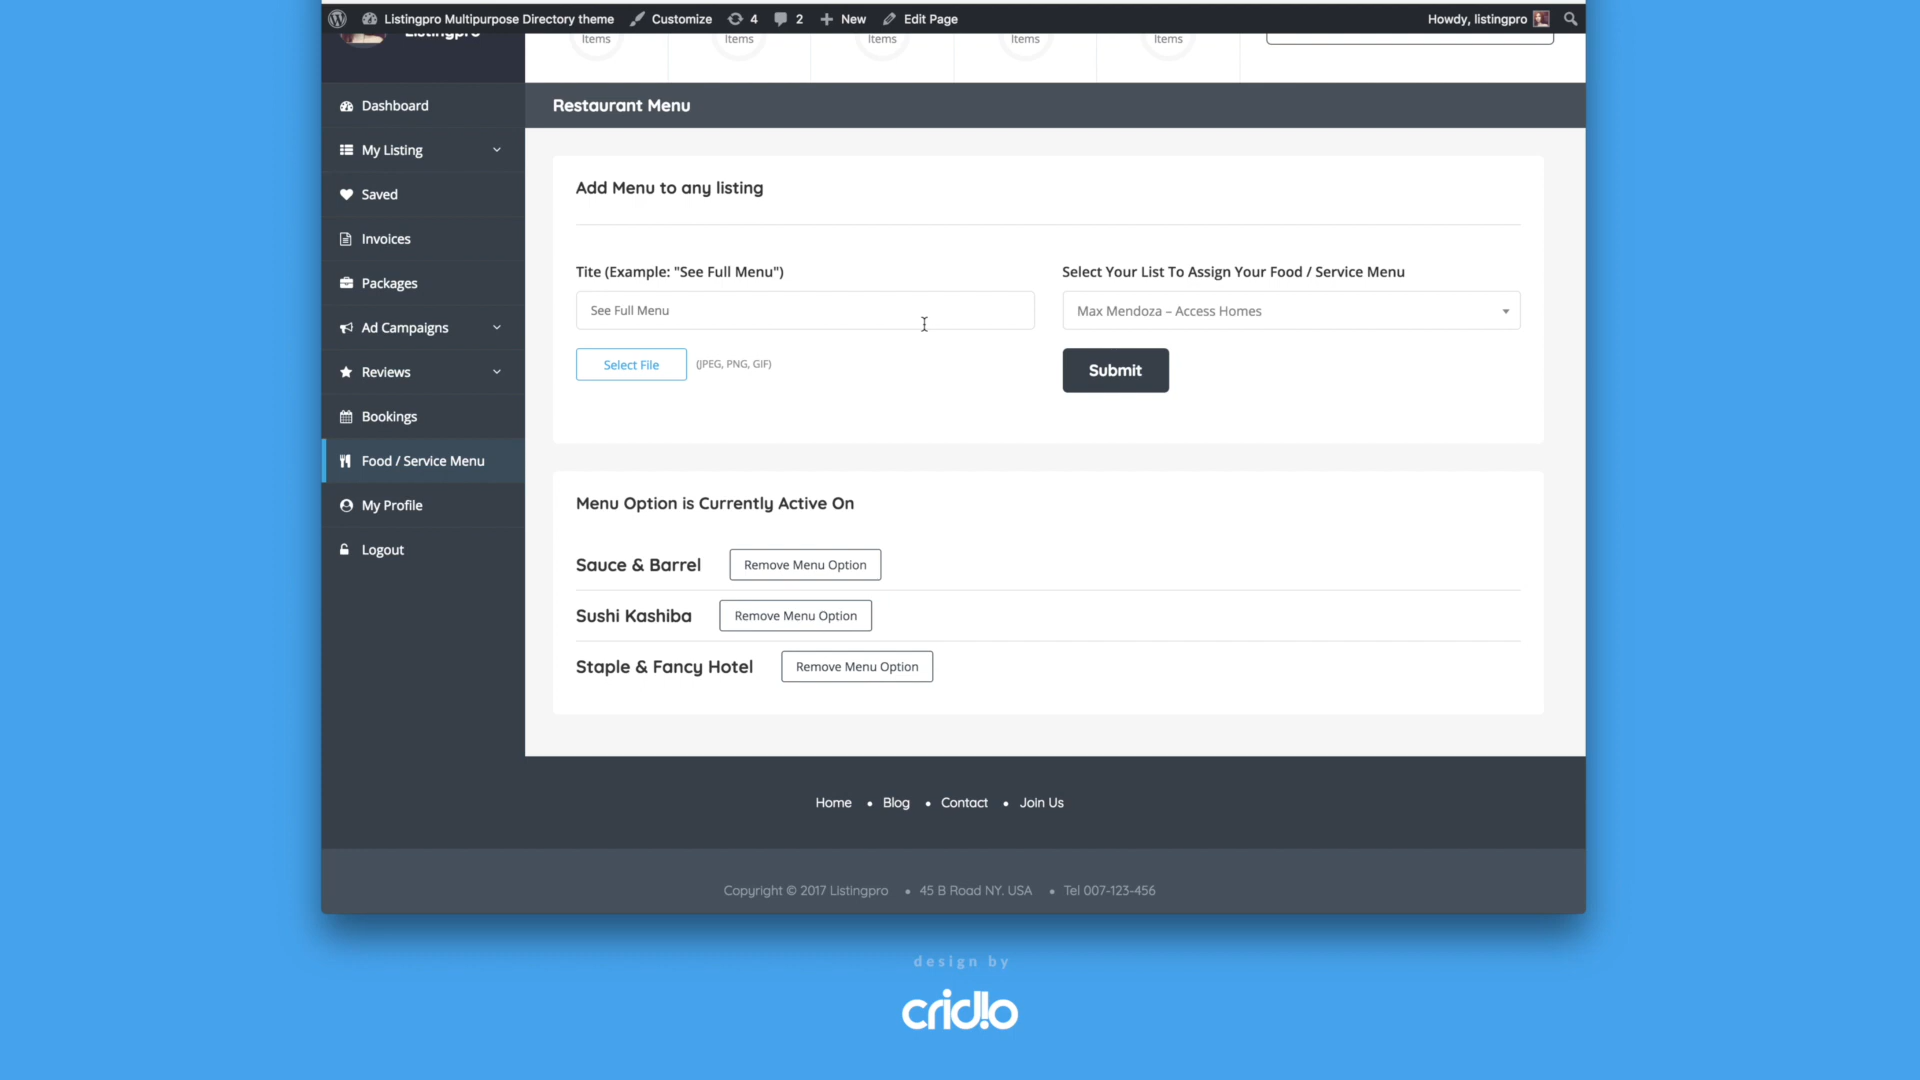 Listingpro Multipurpose Directory theme Customize 4 2 New Edit Page Howdy, listingpro
Listingpro
Items Items Items Items Items
Dashboard
My Listing
Saved
Invoices
Packages
Ad Campaigns
Reviews
Bookings
Food / Service Menu
My Profile
Logout
Restaurant Menu
Add Menu to any listing
Tite (Example: "See Full Menu")
See Full Menu
Select File (JPEG, PNG, GIF)
Select Your List To Assign Your Food / Service Menu
Max Mendoza – Access Homes
Submit
Menu Option is Currently Active On
Sauce & Barrel Remove Menu Option
Sushi Kashiba Remove Menu Option
Staple & Fancy Hotel Remove Menu Option
Home • Blog • Contact • Join Us
Copyright © 2017 Listingpro • 45 B Road NY. USA • Tel 007-123-456
design by
cridio